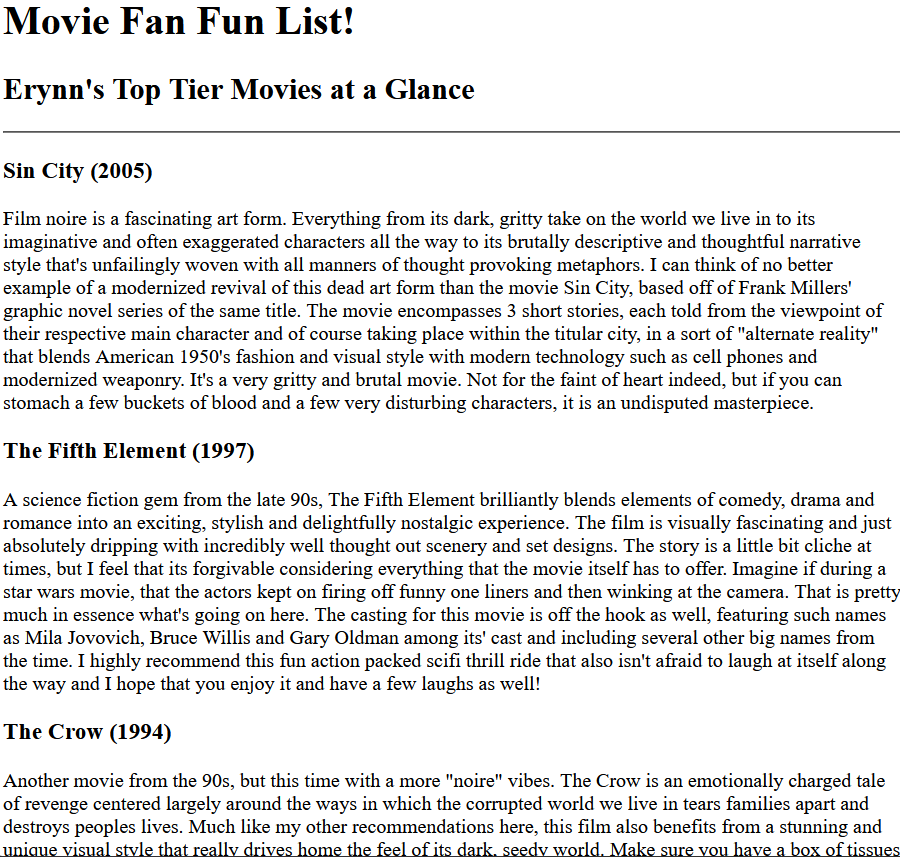 Movie Fan Fun List!
Erynn's Top Tier Movies at a Glance
Sin City (2005)
Film noire is a fascinating art form. Everything from its dark, gritty take on the world we live in to its
imaginative and often exaggerated characters all the way to its brutally descriptive and thoughtful narrative
style that's unfailingly woven with all manners of thought provoking metaphors. I can think of no better
example of a modernized revival of this dead art form than the movie Sin City, based off of Frank Millers'
graphic novel series of the same title. The movie encompasses 3 short stories, each told from the viewpoint of
their respective main character and of course taking place within the titular city, in a sort of "alternate reality"
that blends American 1950's fashion and visual style with modern technology such as cell phones and
modernized weaponry. It's a very gritty and brutal movie. Not for the faint of heart indeed, but if you can
stomach a few buckets of blood and a few very disturbing characters, it is an undisputed masterpiece.
The Fifth Element (1997)
A science fiction gem from the late 90s, The Fifth Element brilliantly blends elements of comedy, drama and
romance into an exciting, stylish and delightfully nostalgic experience. The film is visually fascinating and just
absolutely dripping with incredibly well thought out scenery and set designs. The story is a little bit cliche at
times, but I feel that its forgivable considering everything that the movie itself has to offer. Imagine if during a
star wars movie, that the actors kept on firing off funny one liners and then winking at the camera. That is pretty
much in essence what's going on here. The casting for this movie is off the hook as well, featuring such names
as Mila Jovovich, Bruce Willis and Gary Oldman among its' cast and including several other big names from
the time. I highly recommend this fun action packed scifi thrill ride that also isn't afraid to laugh at itself along
the way and I hope that you enjoy it and have a few laughs as well!
The Crow (1994)
Another movie from the 90s, but this time with a more "noire" vibes. The Crow is an emotionally charged tale
of revenge centered largely around the ways in which the corrupted world we live in tears families apart and
destroys peoples lives. Much like my other recommendations here, this film also benefits from a stunning and
unique visual style that really drives home the feel of its dark, seedy world. Make sure you have a box of tissues